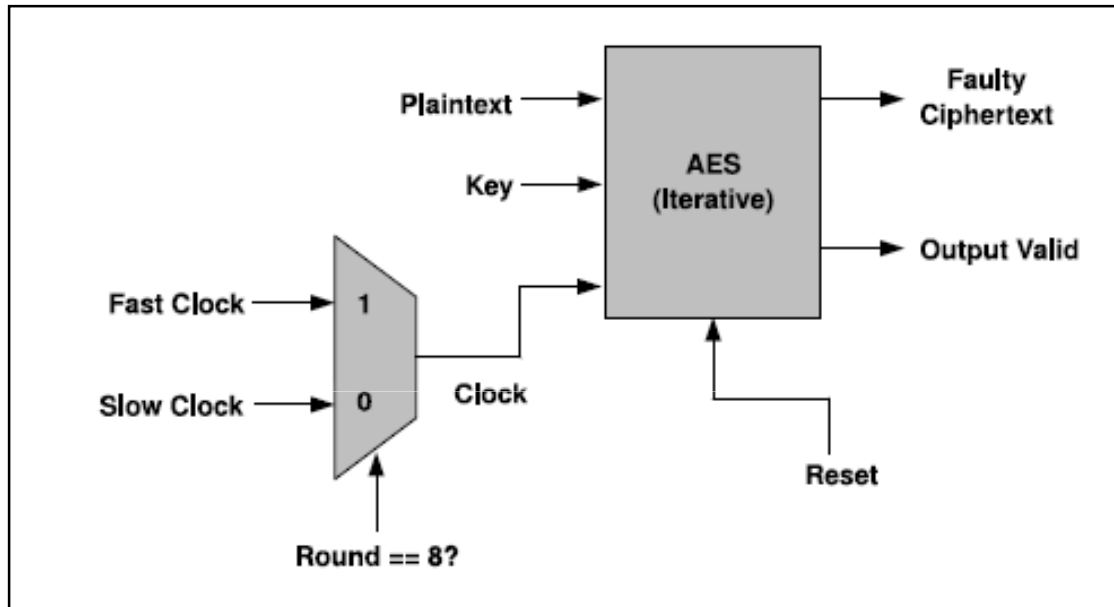 Plaintext
Key
AES
(Iterative)
Faulty
Ciphertext
Output Valid
Fast Clock
1
Slow Clock
0
Clock
Reset
Round == 8?